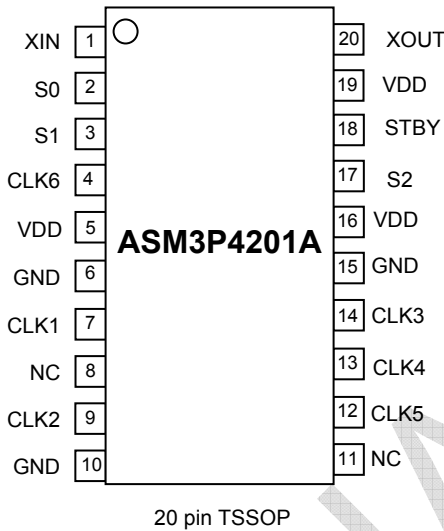 XIN 1 20 XOUT
S0 2 19 VDD
S1 3 18 STBY
CLK6 4 17 S2
VDD 5 16 VDD
ASM3P4201A
GND 6 15 GND
CLK1 7 14 CLK3
NC 8 13 CLK4
CLK2 9 12 CLK5
GND 10 11 NC
20 pin TSSOP